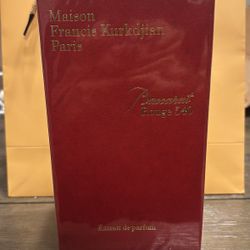 Maison
Francis Kurkdjian
Paris
Baccarat
Rouge 540
Extrait de parfum